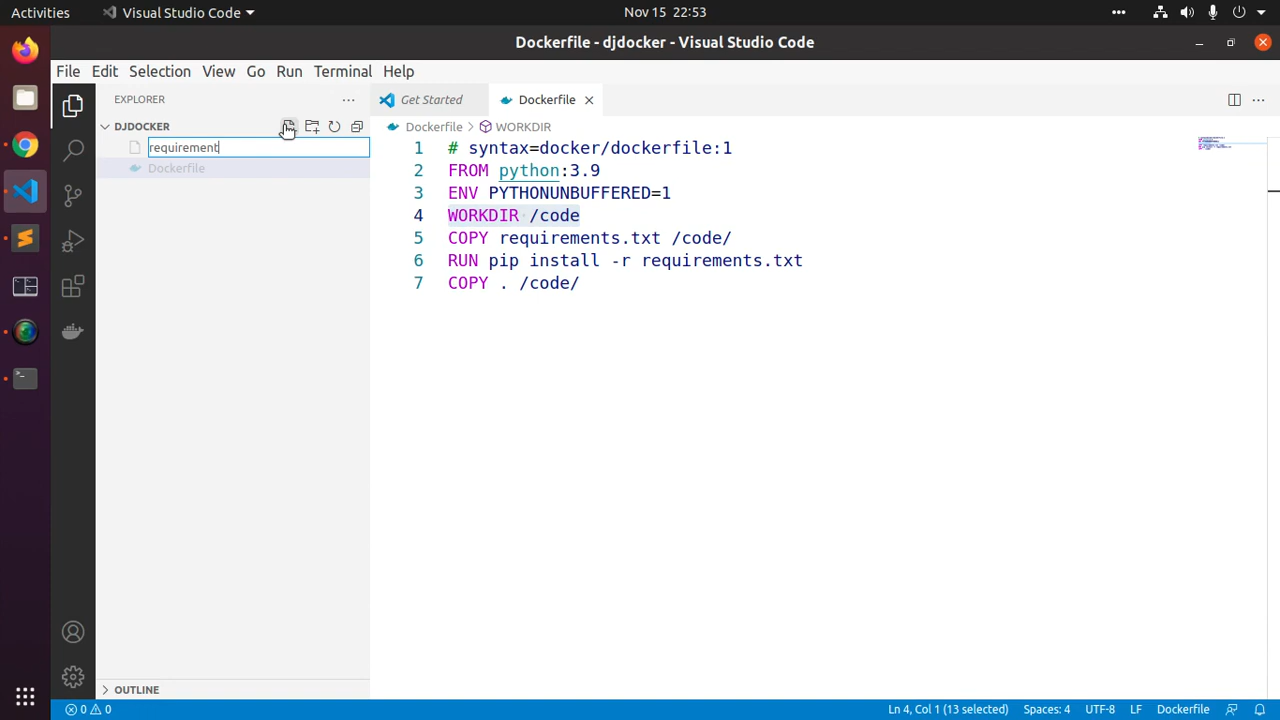 Activities
Visual Studio Code
Nov 15 22:53
Dockerfile - djdocker - Visual Studio Code
File Edit Selection View Go Run Terminal Help
EXPLORER
DJDOCKER
requirement
Dockerfile
Get Started
Dockerfile
Dockerfile > WORKDIR
1 # syntax=docker/dockerfile:1
2 FROM python:3.9
3 ENV PYTHONUNBUFFERED=1
4 WORKDIR /code
5 COPY requirements.txt /code/
6 RUN pip install -r requirements.txt
7 COPY . /code/
OUTLINE
0 0
Ln 4, Col 1 (13 selected) Spaces: 4 UTF-8 LF Dockerfile